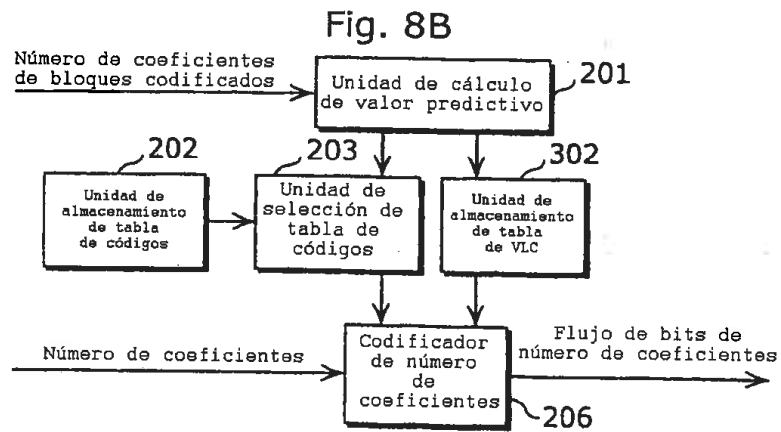 Fig. 8B
Número de coeficientes
de bloques codificados
Unidad de cálculo
de valor predictivo
201
202
203
302
Unidad de
almacenamiento
de tabla
de códigos
Unidad de
selección de
tabla de
códigos
Unidad de
almacenamiento
de tabla
de VLC
Número de coeficientes
Codificador
de número
de
coeficientes
Flujo de bits de
número de coeficientes
206